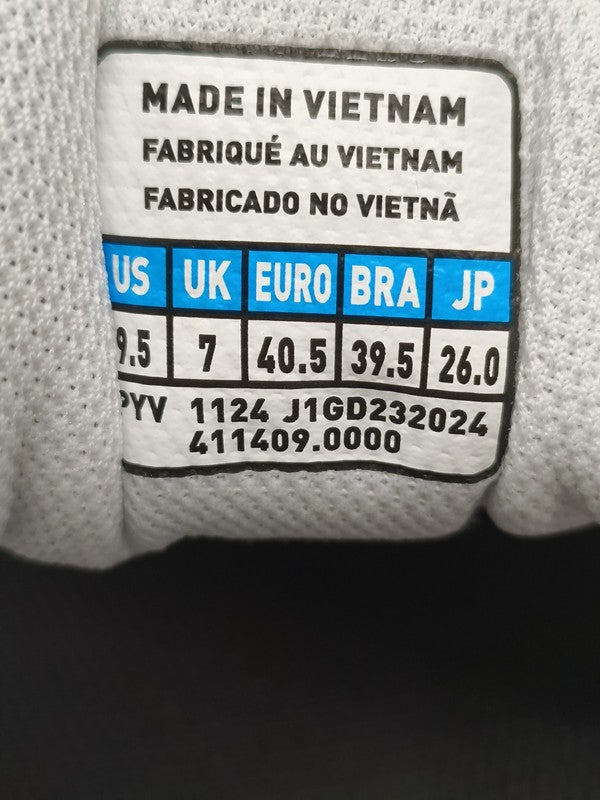 MADE IN VIETNAM
FABRIQUÉ AU VIETNAM
FABRICADO NO VIETNÃ
US UK EURO BRA JP
9.5 7 40.5 39.5 26.0
PYV 1124 J1GD232024
411409.0000